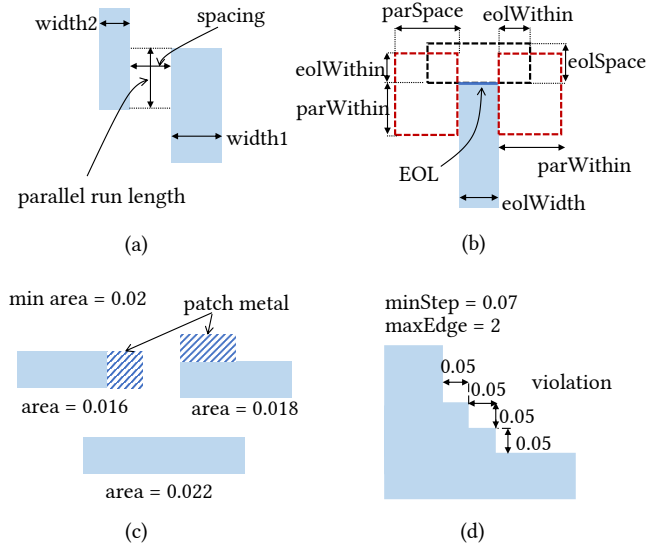 width2
spacing
width1
parallel run length
(a)
parSpace
eolWithin
eolWithin
eolSpace
parWithin
EOL
parWithin
eolWidth
(b)
min area = 0.02
patch metal
area = 0.016
area = 0.018
area = 0.022
(c)
minStep = 0.07
maxEdge = 2
0.05
violation
0.05
0.05
0.05
(d)